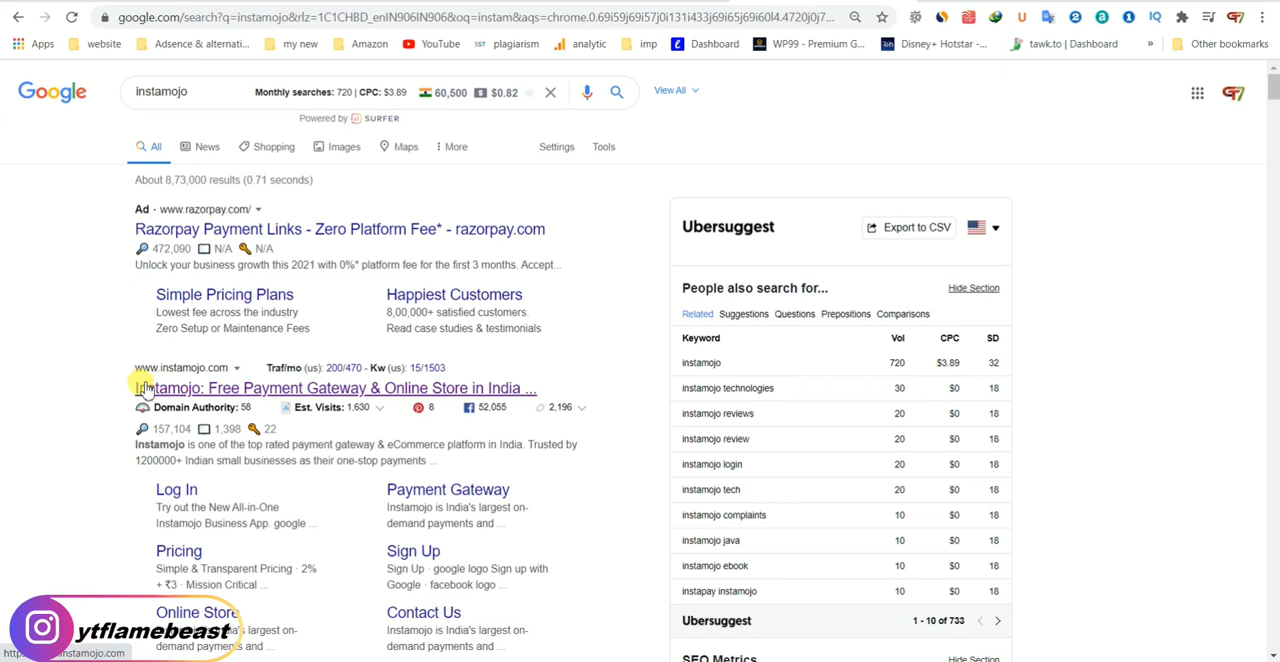 google.com/search?q=instamojo&rlz=1C1CHBD_enIN906IN906&oq=instam&aqs=chrome.0.69i59j69i57j0i131i433j69i65j69i60l4.4720j0j7...
Apps website Adsence & alternati... my new Amazon YouTube SST plagiarism analytic imp Dashboard WP99 - Premium G... Disney+ Hotstar -... tawk.to | Dashboard » Other bookmarks
Google
instamojo Monthly searches: 720 | CPC: $3.89 60,500 $0.82
View All
Powered by SURFER
All News Shopping Images Maps More Settings Tools
About 8,73,000 results (0.71 seconds)
Ad · www.razorpay.com/
Razorpay Payment Links - Zero Platform Fee* - razorpay.com
472,090 N/A N/A
Unlock your business growth this 2021 with 0%* platform fee for the first 3 months. Accept...
Simple Pricing Plans
Lowest fee across the industry
Zero Setup or Maintenance Fees
Happiest Customers
8,00,000+ satisfied customers.
Read case studies & testimonials
www.instamojo.com Traf/mo (us): 200/470 - Kw (us): 15/1503
Instamojo: Free Payment Gateway & Online Store in India ...
Domain Authority: 58 Est. Visits: 1,630 8 52,055 2,196
157,104 1,398 22
Instamojo is one of the top rated payment gateway & eCommerce platform in India. Trusted by
1200000+ Indian small businesses as their one-stop payments ...
Log In
Try out the New All-in-One
Instamojo Business App. google ...
Payment Gateway
Instamojo is India's largest on-
demand payments and ...
Pricing
Simple & Transparent Pricing · 2%
+ ₹3 · Mission Critical ...
Sign Up
Sign Up · google logo Sign up with
Google · facebook logo ...
Online Store
largest on-
and ...
Contact Us
Instamojo is India's largest on-
demand payments and ...
ytflamebeast
instamojo.com
Ubersuggest Export to CSV
People also search for... Hide Section
Related Suggestions Questions Prepositions Comparisons
Keyword Vol CPC SD
instamojo 720 $3.89 32
instamojo technologies 30 $0 18
instamojo reviews 20 $0 18
instamojo review 20 $0 18
instamojo login 20 $0 18
instamojo tech 20 $0 18
instamojo complaints 10 $0 18
instamojo java 10 $0 18
instamojo ebook 10 $0 18
instapay instamojo 10 $0 18
Ubersuggest 1 - 10 of 733
SEO Metrics Hide Section